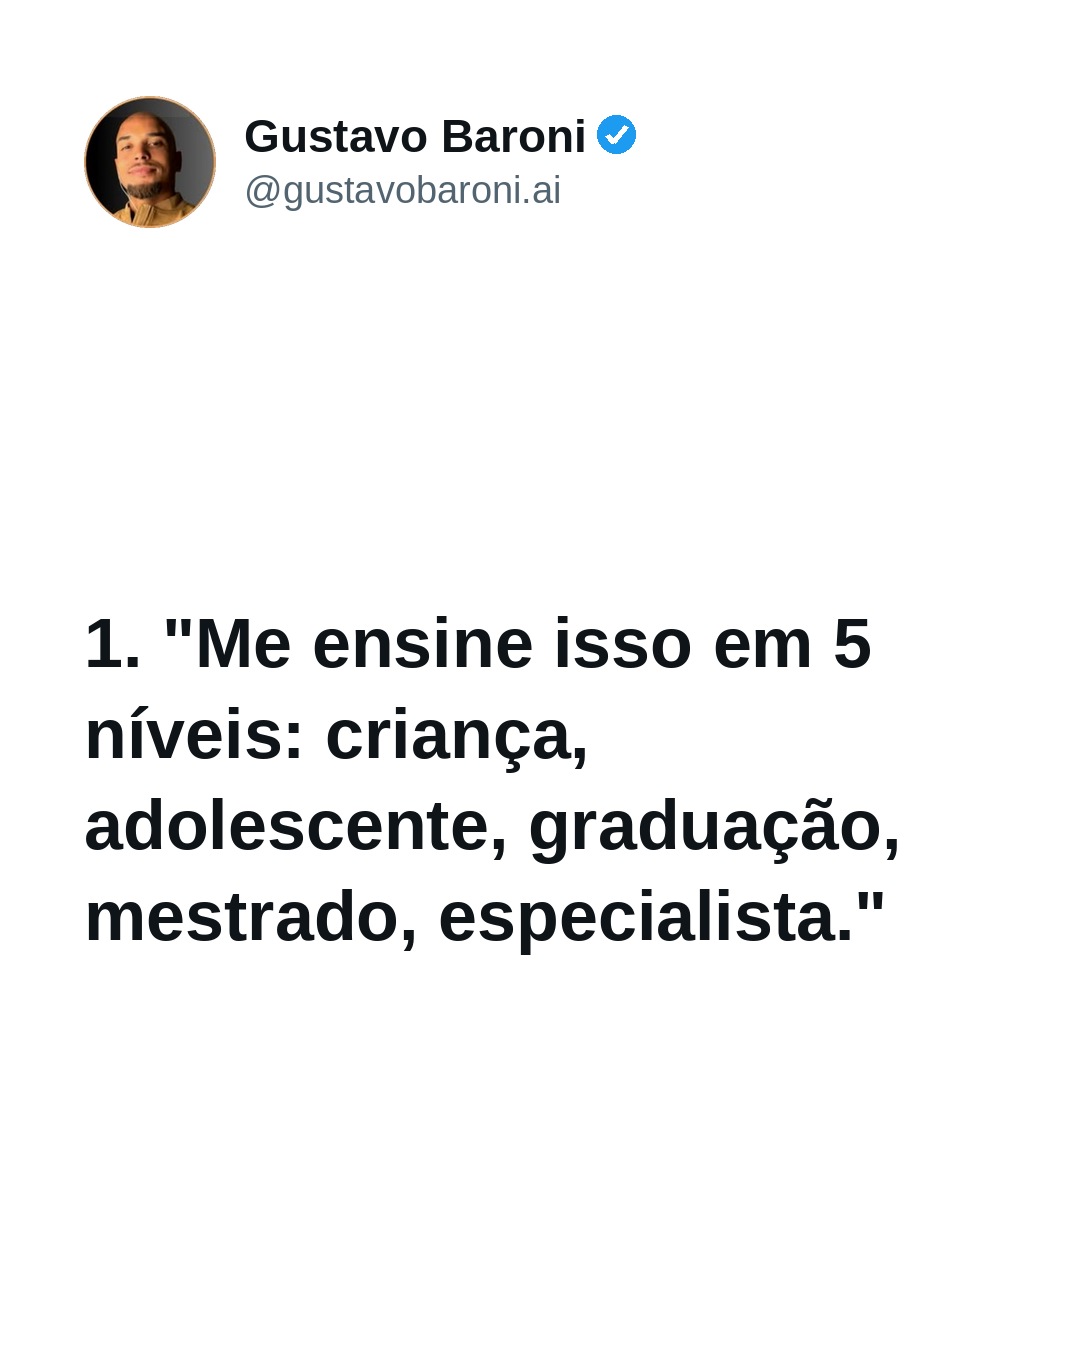 Gustavo Baroni
@gustavobaroni.ai
1. "Me ensine isso em 5
níveis: criança,
adolescente, graduação,
mestrado, especialista."